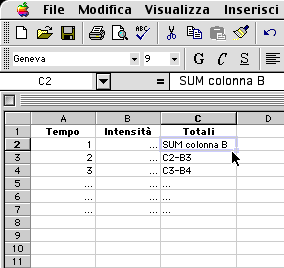 File Modifica Visualizza Inserisci
ABC
Geneva 9 G C S
C2 = SUM colonna B
A B C D
1 Tempo Intensità Totali
2 1 ... SUM colonna B
3 2 ... C2-B3
4 3 ... C3-B4
5 ... ... ...
6 ... ... ...
7 ... ... ...
8
9
10
11